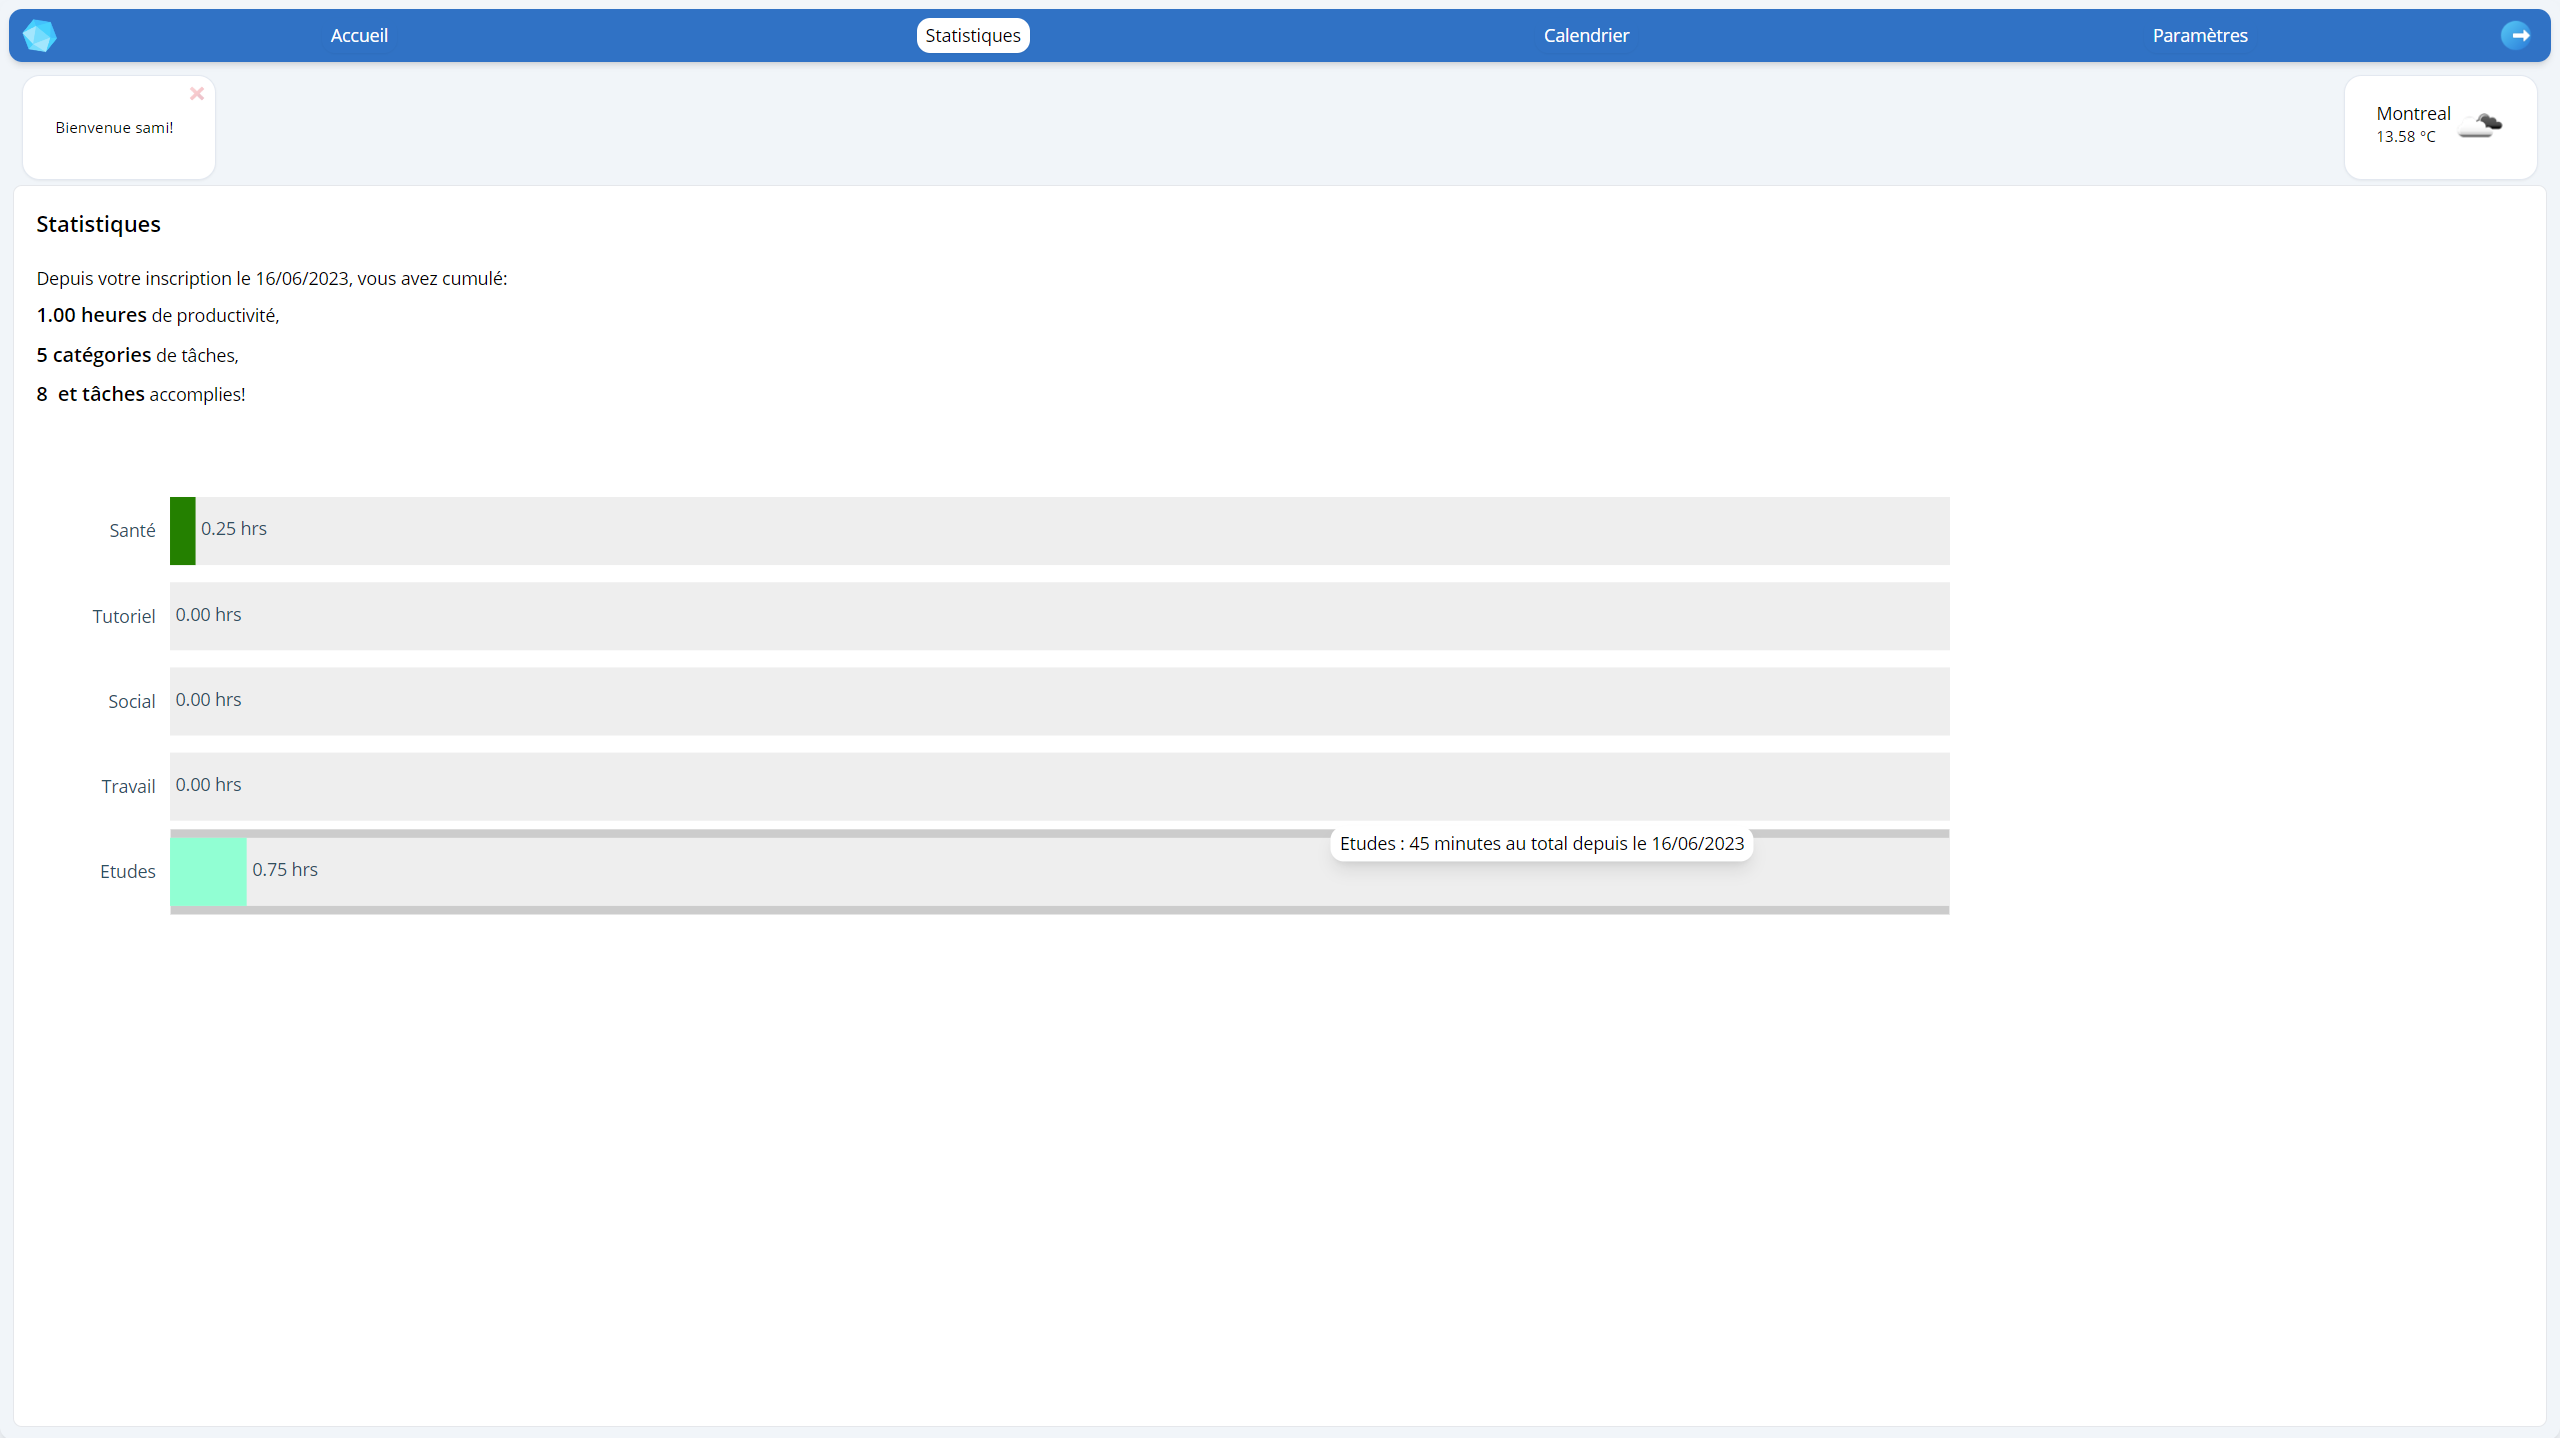 Accueil
Statistiques
Calendrier
Paramètres
Bienvenue sami!
Montreal
13.58 °C
Statistiques
Depuis votre inscription le 16/06/2023, vous avez cumulé:
1.00 heures de productivité,
5 catégories de tâches,
8 et tâches accomplies!
Santé 0.25 hrs
Tutoriel 0.00 hrs
Social 0.00 hrs
Travail 0.00 hrs
Etudes : 45 minutes au total depuis le 16/06/2023
Etudes 0.75 hrs